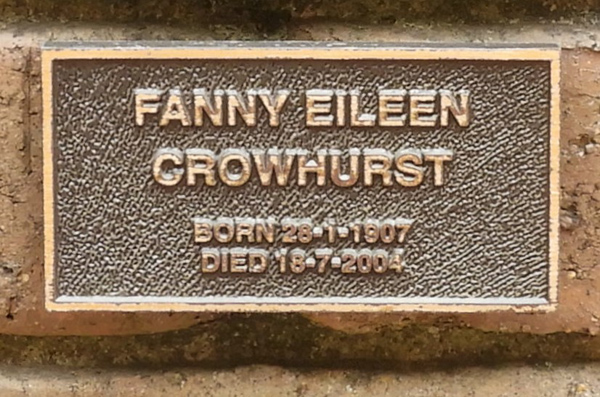 FANNY EILEEN
CROWHURST
BORN 28-1-1907
DIED 18-7-2004